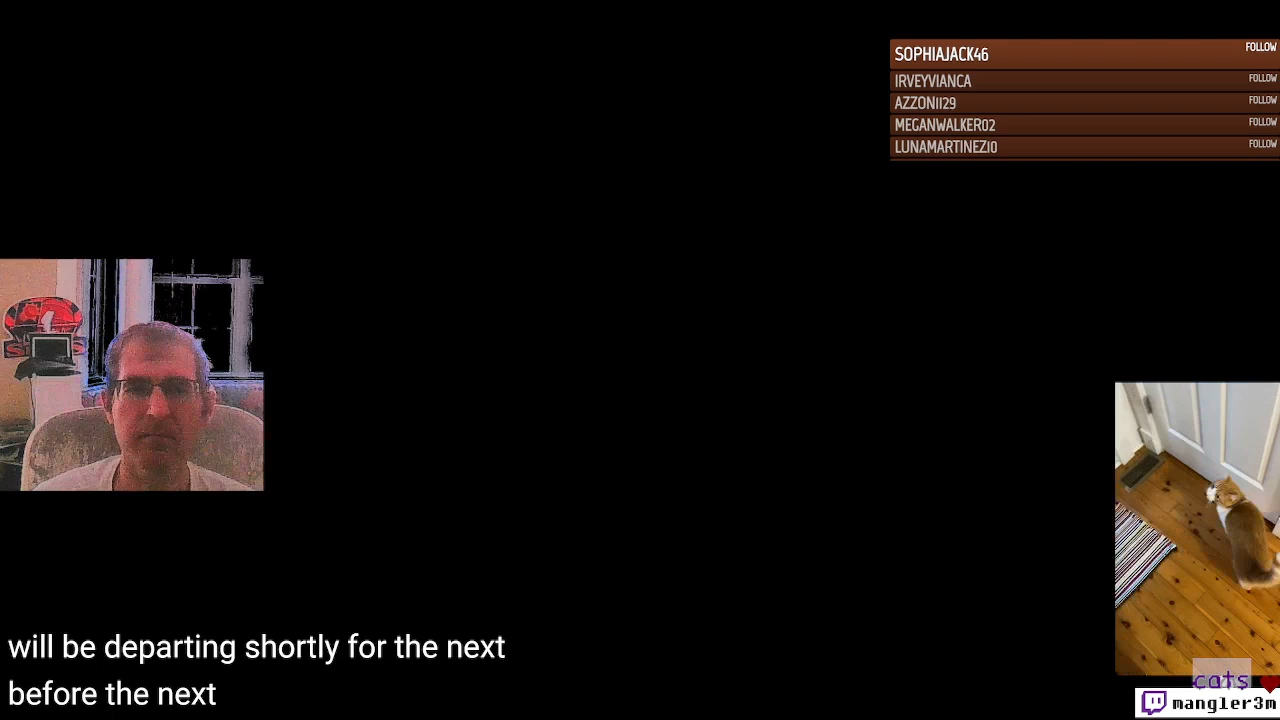 SOPHIAJACK46 FOLLOW
IRVEYVIANCA FOLLOW
AZZON1129 FOLLOW
MEGANWALKER02 FOLLOW
LUNAMARTINEZ10 FOLLOW
will be departing shortly for the next
before the next
cats
mangler3m